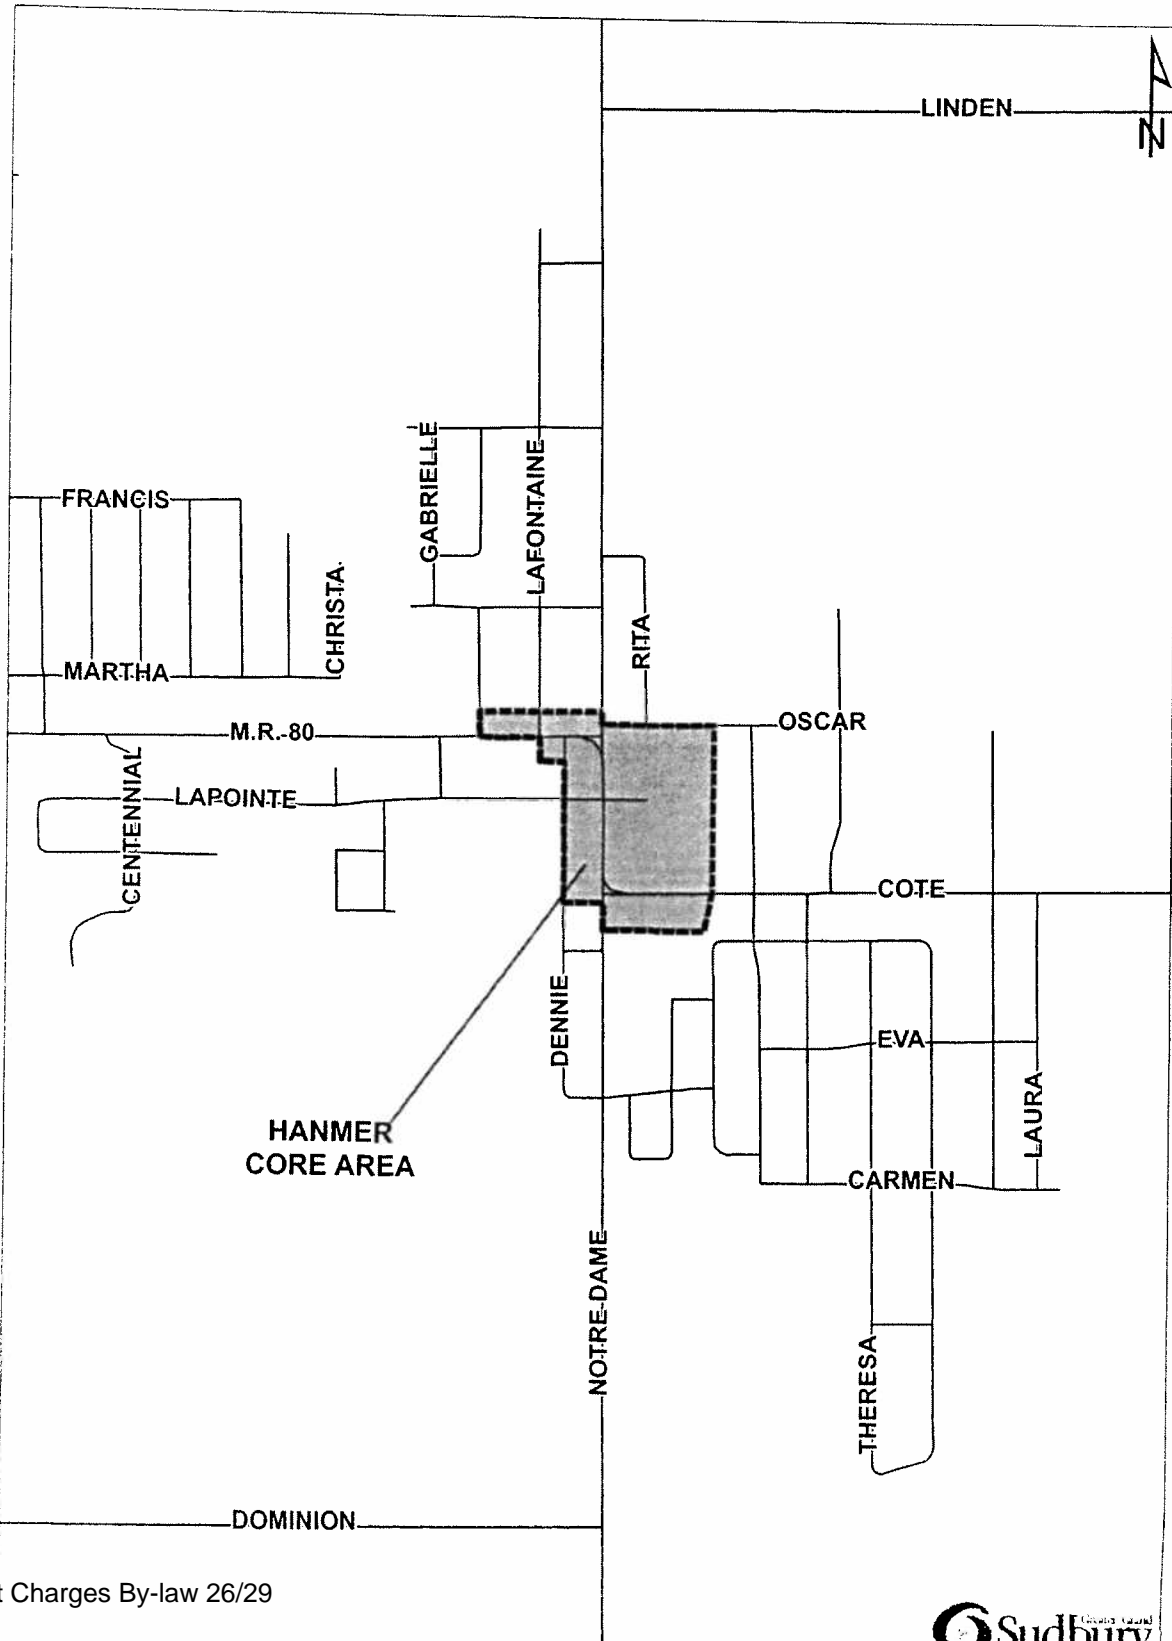 LINDEN
N
GABRIELLE
LAFONTAINE
FRANCIS
CHRISTA
RITA
MARTHA
OSCAR
M.R. 80
CENTENNIAL
LAPOINTE
COTE
DENNIE
EVA
LAURA
HANMER
CORE AREA
CARMEN
NOTRE DAME
THERESA
DOMINION
t Charges By-law 26/29
Sudbury